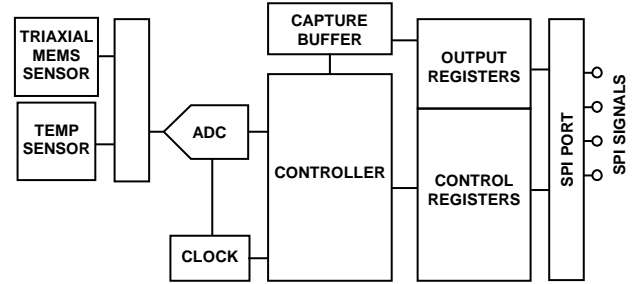 TRIAXIAL
MEMS
SENSOR
TEMP
SENSOR
ADC
CLOCK
CAPTURE
BUFFER
CONTROLLER
OUTPUT
REGISTERS
CONTROL
REGISTERS
SPI PORT
SPI SIGNALS